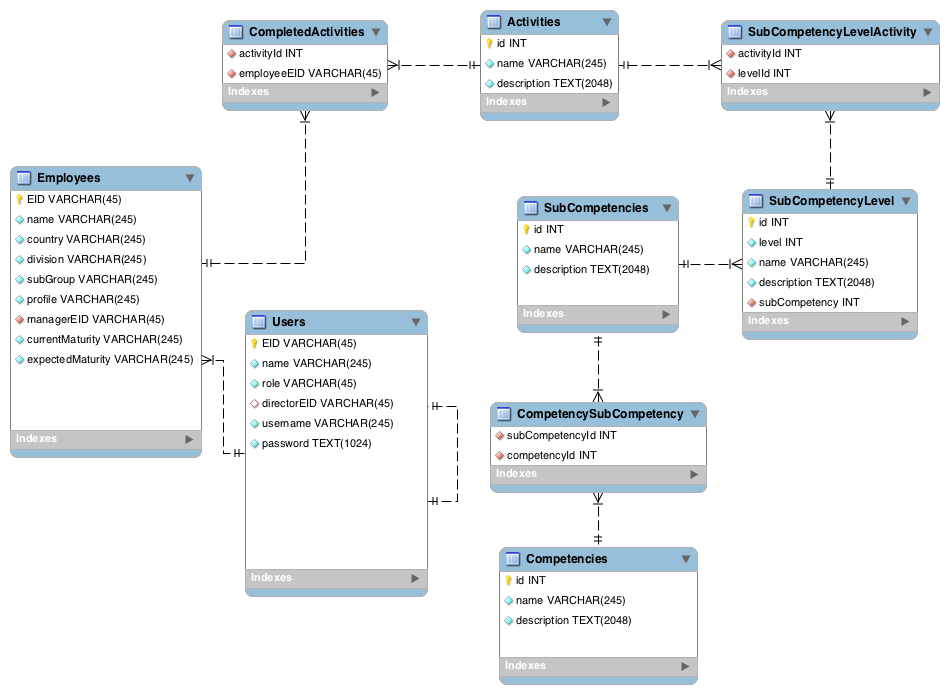 CompletedActivities
activityId INT
employeeEID VARCHAR(45)
Indexes
Activities
id INT
name VARCHAR(245)
description TEXT(2048)
Indexes
SubCompetencyLevelActivity
activityId INT
levelId INT
Indexes
Employees
EID VARCHAR(45)
name VARCHAR(245)
country VARCHAR(245)
division VARCHAR(245)
subGroup VARCHAR(245)
profile VARCHAR(245)
managerEID VARCHAR(45)
currentMaturity VARCHAR(245)
expectedMaturity VARCHAR(245)
Indexes
SubCompetencies
id INT
name VARCHAR(245)
description TEXT(2048)
Indexes
SubCompetencyLevel
id INT
level INT
name VARCHAR(245)
description TEXT(2048)
subCompetency INT
Indexes
Users
EID VARCHAR(45)
name VARCHAR(245)
role VARCHAR(45)
directorEID VARCHAR(45)
username VARCHAR(245)
password TEXT(1024)
Indexes
CompetencySubCompetency
subCompetencyId INT
competencyId INT
Indexes
Competencies
id INT
name VARCHAR(245)
description TEXT(2048)
Indexes